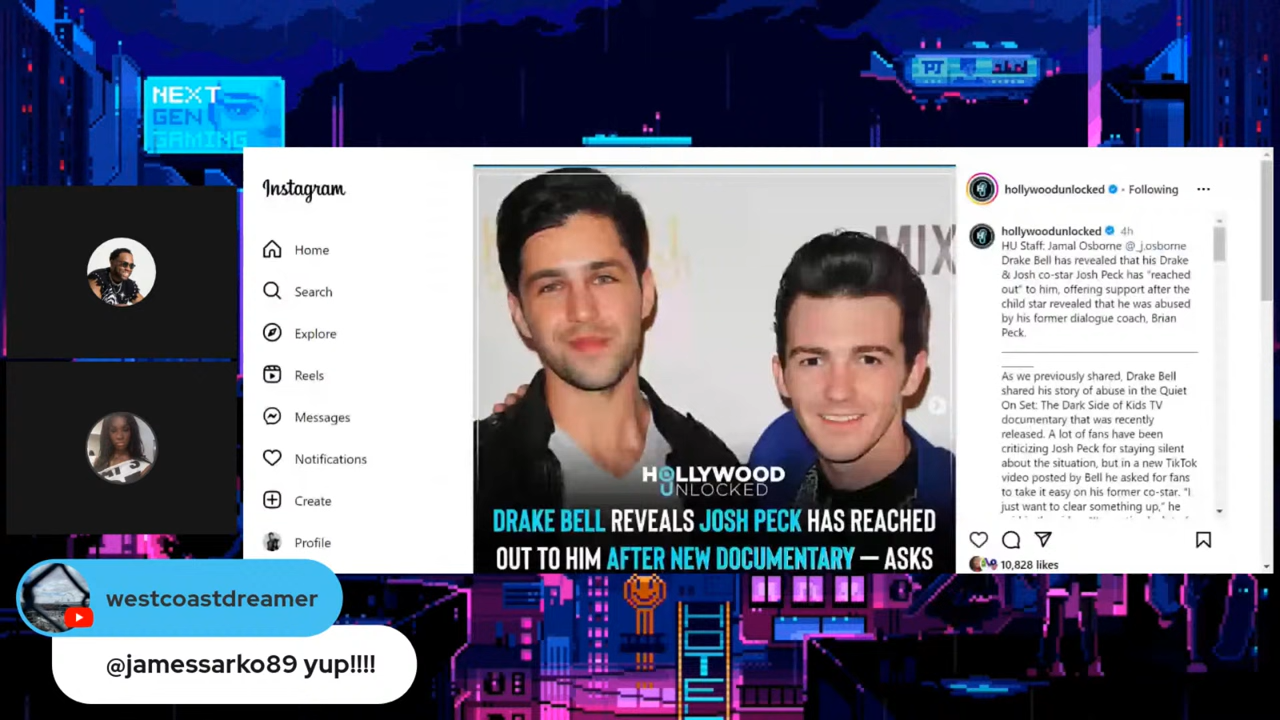 NEXT
GEN
GAMING
Instagram
Home
Search
Explore
Reels
Messages
Notifications
Create
Profile
MIX
HOLLYWOOD
UNLOCKED
DRAKE BELL REVEALS JOSH PECK HAS REACHED
OUT TO HIM AFTER NEW DOCUMENTARY — ASKS
hollywoodunlocked • Following
hollywoodunlocked 4h
HU Staff: Jamal Osborne @_j.osborne
Drake Bell has revealed that his Drake
& Josh co-star Josh Peck has “reached
out” to him, offering support after the
child star revealed that he was abused
by his former dialogue coach, Brian
Peck.
As we previously shared, Drake Bell
shared his story of abuse in the Quiet
On Set: The Dark Side of Kids TV
documentary that was recently
released. A lot of fans have been
criticizing Josh Peck for staying silent
about the situation, but in a new TikTok
video posted by Bell he asked for fans
to take it easy on his former co-star. “I
just want to clear something up,” he
10,828 likes
westcoastdreamer
@jamessarko89 yup!!!!
HOTE